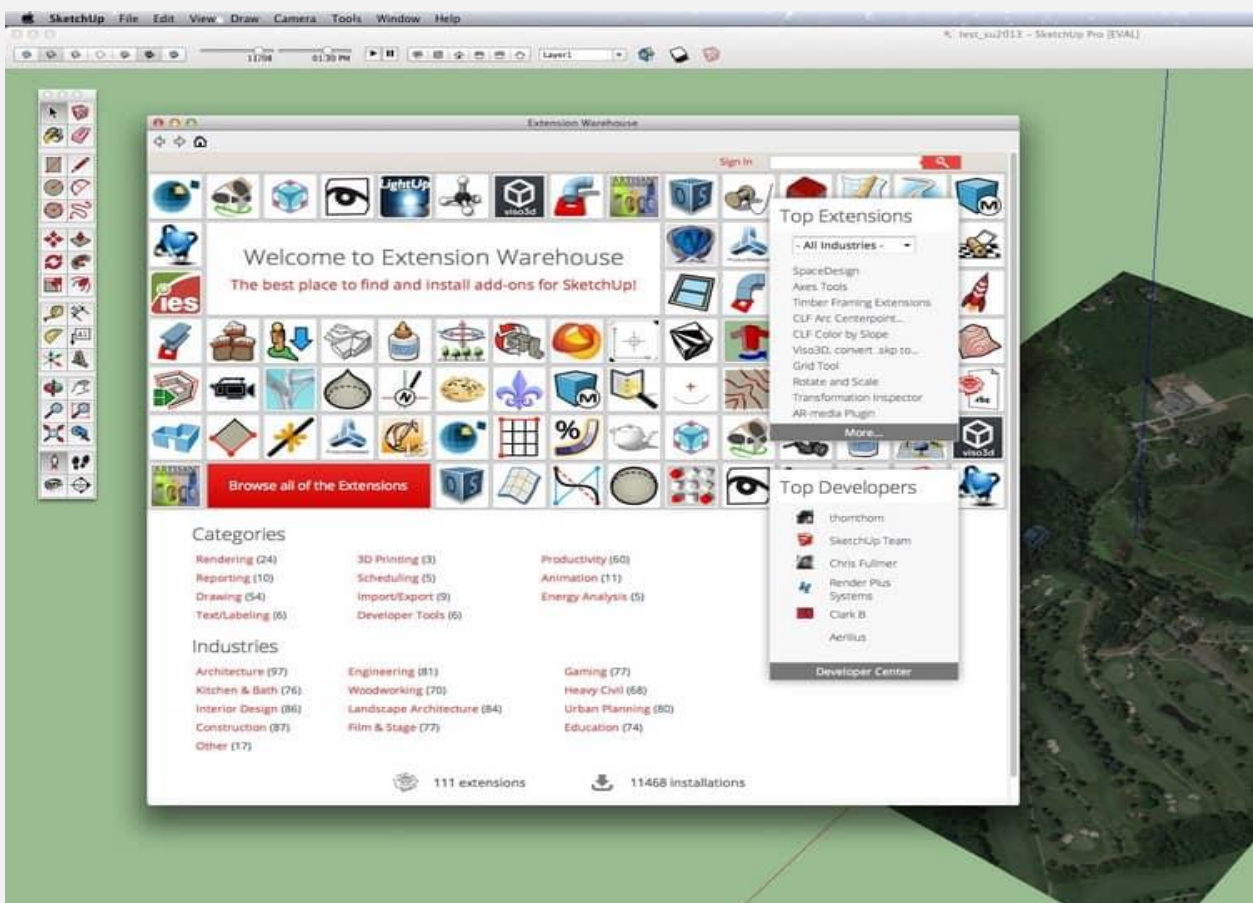 SketchUp File Edit View Draw Camera Tools Window Help
test_su2013 - SketchUp Pro [EVAL]
11/08 01:30 PM Layer1
Extension Warehouse
Sign In
LightUp
viso3d
ARTISAN
Top Extensions
- All Industries -
SpaceDesign
Axes Tools
Timber Framing Extensions
CLF Arc Centerpoint...
CLF Color by Slope
Viso3D, convert .skp to...
Grid Tool
Rotate and Scale
Transformation Inspector
AR-media Plugin
More...
Welcome to Extension Warehouse
The best place to find and install add-ons for SketchUp!
ies
viso3d
ARTISAN
Browse all of the Extensions
Top Developers
thomthom
SketchUp Team
Chris Fullmer
Render Plus
Systems
Clark B
Aerilius
Developer Center
Categories
Rendering (24) 3D Printing (3) Productivity (60)
Reporting (10) Scheduling (5) Animation (11)
Drawing (54) Import/Export (9) Energy Analysis (5)
Text/Labeling (6) Developer Tools (6)
Industries
Architecture (97) Engineering (81) Gaming (77)
Kitchen & Bath (76) Woodworking (70) Heavy Civil (68)
Interior Design (86) Landscape Architecture (84) Urban Planning (80)
Construction (87) Film & Stage (77) Education (74)
Other (17)
111 extensions 11468 installations